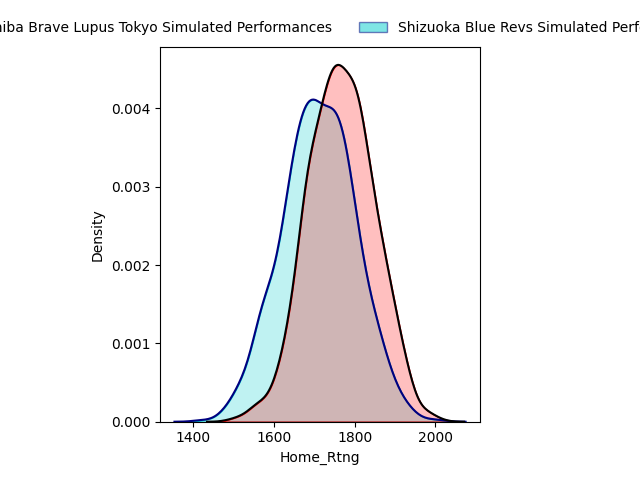 iba Brave Lupus Tokyo Simulated Performances
Shizuoka Blue Revs Simulated Perf
Density
0.004
0.003
0.002
0.001
0.000
1400 1600 1800 2000
Home_Rtng